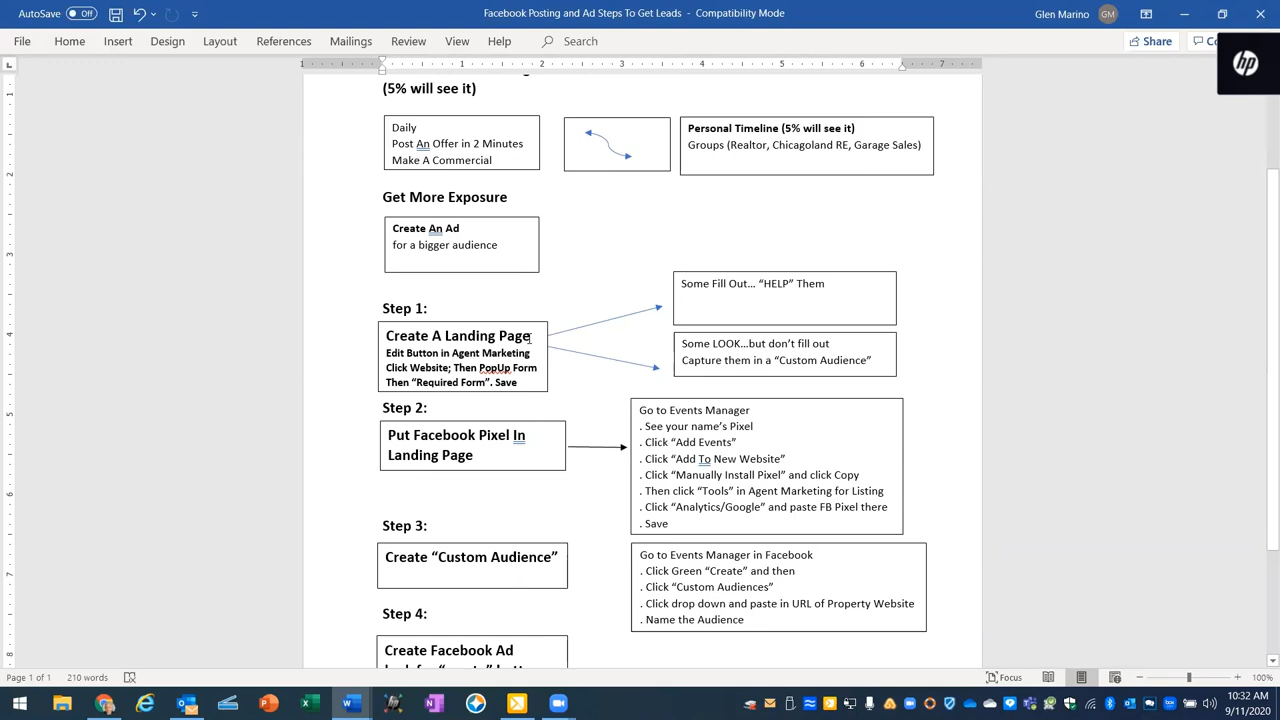 AutoSave Off
Facebook Posting and Ad Steps To Get Leads - Compatibility Mode
Glen Marino GM
File Home Insert Design Layout References Mailings Review View Help Search
Share Co
hp
1 1 2 3 4 5 6 7
(5% will see it)
Daily
Post An Offer in 2 Minutes
Make A Commercial
Personal Timeline (5% will see it)
Groups (Realtor, Chicagoland RE, Garage Sales)
Get More Exposure
Create An Ad
for a bigger audience
Some Fill Out… “HELP” Them
Step 1:
Create A Landing Page
Edit Button in Agent Marketing
Click Website; Then PopUp Form
Then “Required Form”. Save
Some LOOK…but don’t fill out
Capture them in a “Custom Audience”
Step 2:
Put Facebook Pixel In
Landing Page
Go to Events Manager
. See your name’s Pixel
. Click “Add Events”
. Click “Add To New Website”
. Click “Manually Install Pixel” and click Copy
. Then click “Tools” in Agent Marketing for Listing
. Click “Analytics/Google” and paste FB Pixel there
. Save
Step 3:
Create “Custom Audience”
Go to Events Manager in Facebook
. Click Green “Create” and then
. Click “Custom Audiences”
. Click drop down and paste in URL of Property Website
. Name the Audience
Step 4:
Create Facebook Ad
Page 1 of 1 210 words
Focus
100%
10:32 AM
9/11/2020